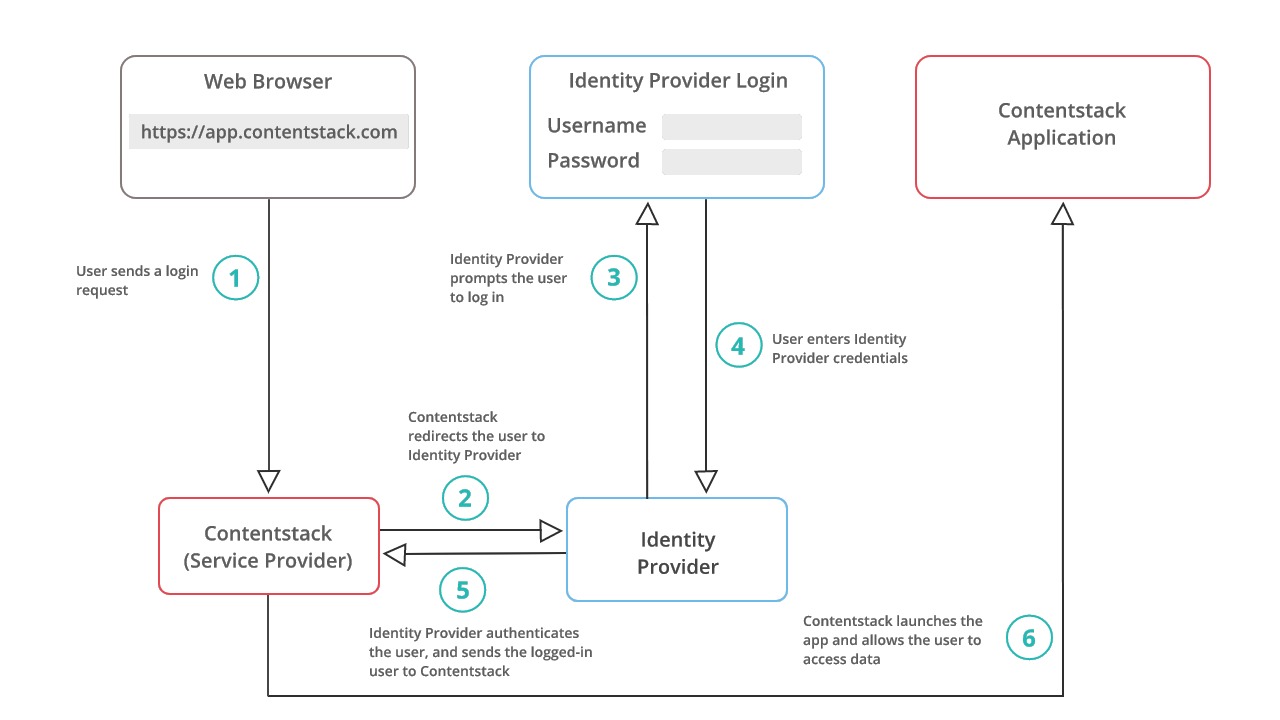 Web Browser
https://app.contentstack.com
Identity Provider Login
Username
Password
Contentstack
Application
User sends a login
request
1
Identity Provider
prompts the user
to log in
3
4
User enters Identity
Provider credentials
Contentstack
redirects the user to
Identity Provider
2
Contentstack
(Service Provider)
Identity
Provider
5
Identity Provider authenticates
the user, and sends the logged-in
user to Contentstack
Contentstack launches the
app and allows the user to
access data
6